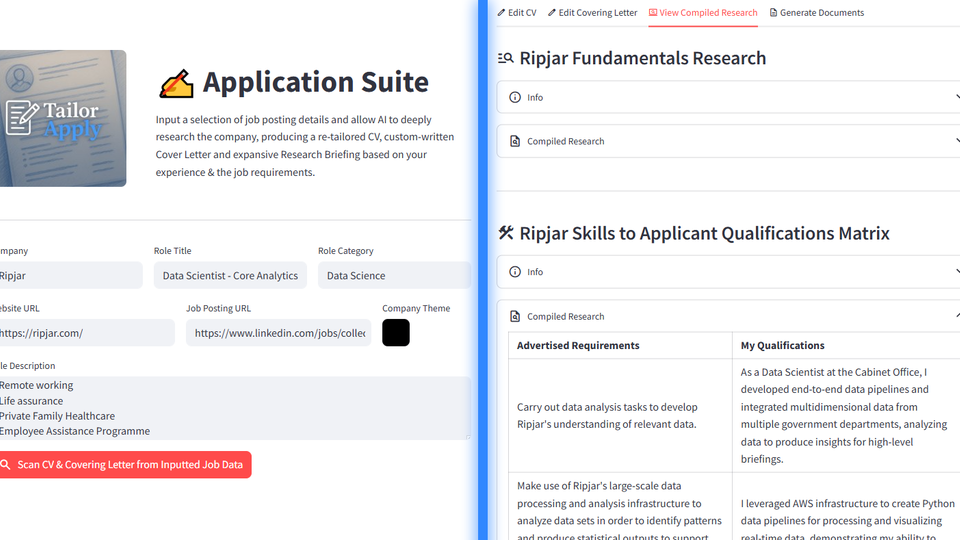 Tailor
Apply
Application Suite
Input a selection of job posting details and allow AI to deeply
research the company, producing a re-tailored CV, custom-written
Cover Letter and expansive Research Briefing based on your
experience & the job requirements.
mpany
Role Title
Role Category
Ripjar
Data Scientist - Core Analytics
Data Science
ebsite URL
Job Posting URL
Company Theme
https://ripjar.com/
https://www.linkedin.com/jobs/collec
le Description
Remote working
Life assurance
Private Family Healthcare
Employee Assistance Programme
Scan CV & Covering Letter from Inputted Job Data
Edit CV
Edit Covering Letter
View Compiled Research
Generate Documents
Ripjar Fundamentals Research
Info
Compiled Research
Ripjar Skills to Applicant Qualifications Matrix
Info
Compiled Research
Advertised Requirements
My Qualifications
Carry out data analysis tasks to develop
Ripjar's understanding of relevant data.
As a Data Scientist at the Cabinet Office, I
developed end-to-end data pipelines and
integrated multidimensional data from
multiple government departments, analyzing
data to produce insights for high-level
briefings.
Make use of Ripjar's large-scale data
processing and analysis infrastructure to
analyze data sets in order to identify patterns
and produce statistical outputs to support
I leveraged AWS infrastructure to create Python
data pipelines for processing and visualizing
real-time data, demonstrating my ability to